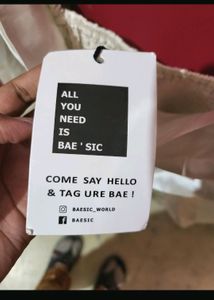 ALL
YOU
NEED
IS
BAE'SIC
COME SAY HELLO
& TAG URE BAE!
BAESIC_WORLD
BAESIC